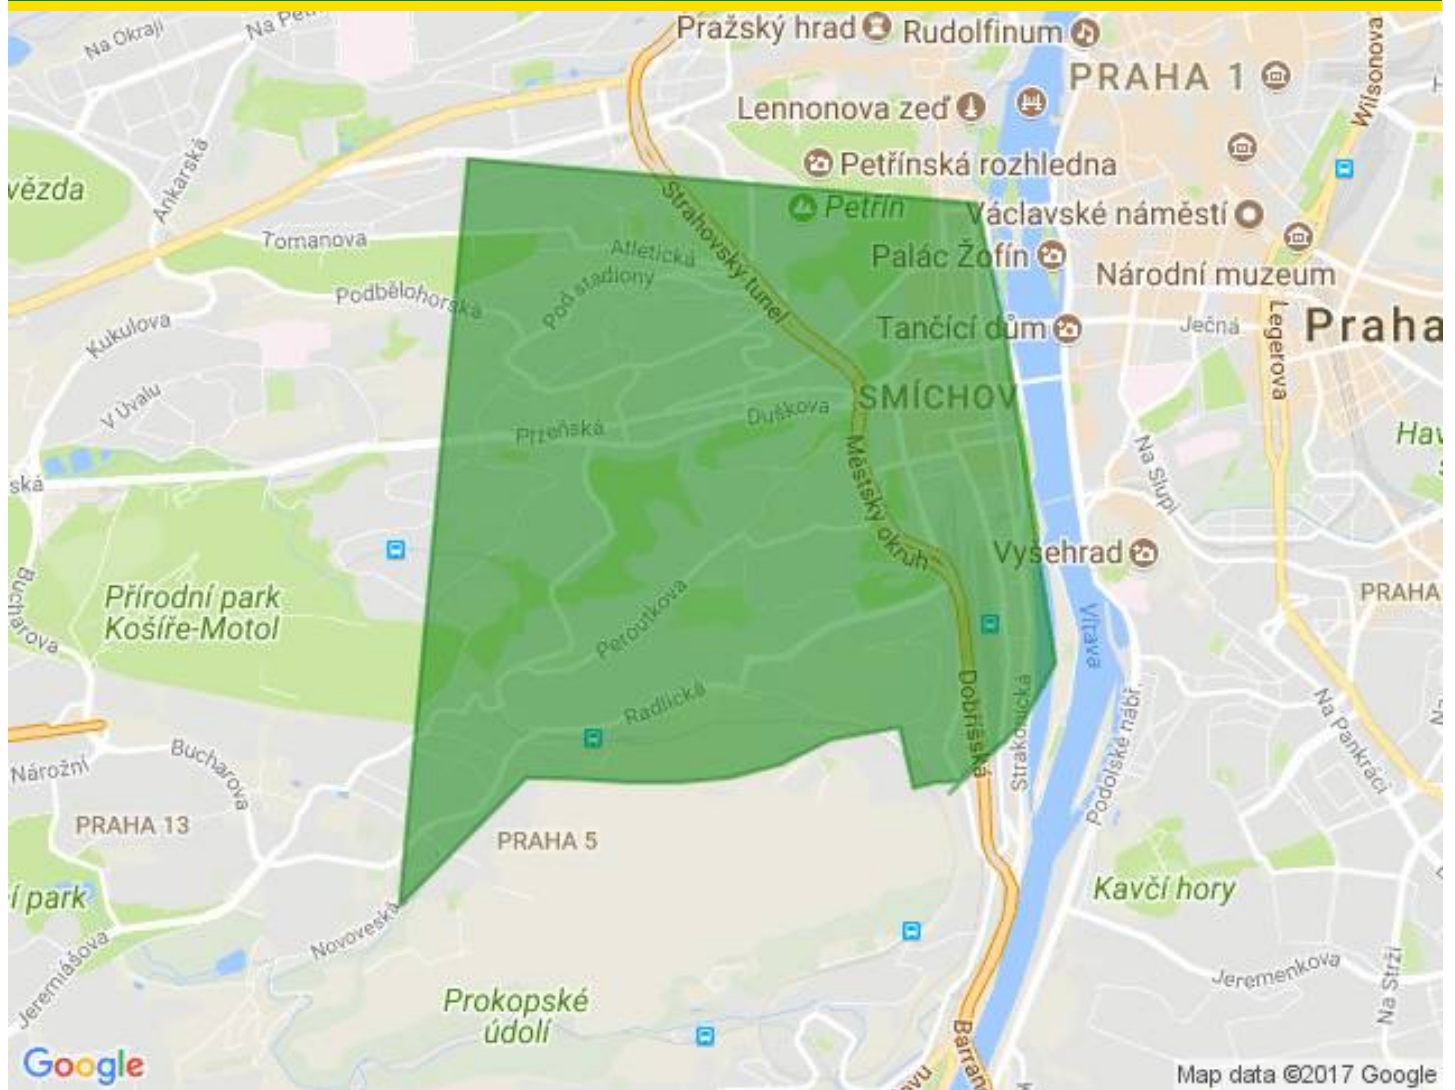 Na Okraji
Pražský hrad
Rudolfinum
PRAHA 1
Wilsonova
Lennonova zeď
Petřínská rozhledna
Ankarská
vězda
Petřín
Václavské náměstí
Strahovský tunel
Tomanova
Atletická
Palác Žofín
Národní muzeum
Pod stadiony
Podbělohorská
Kukulova
Tančící dům
Ječná
Legerova
Praha
V Úvalu
Duškova
SMÍCHOV
Plzeňská
Hav
Na Slupi
ská
Městský okruh
Vyšehrad
Bucharova
Přírodní park
Košíře-Motol
PRAHA
Peroutkova
Vltava
Radlická
Dobříšská
Strakonická
Podolské nábř.
Na Pankráci
Nárožní
Bucharova
PRAHA 13
PRAHA 5
í park
Kavčí hory
Novoveská
Jeremiášova
Jeremenkova
Na Strži
Prokopské
údolí
Barran
Google
Map data ©2017 Google